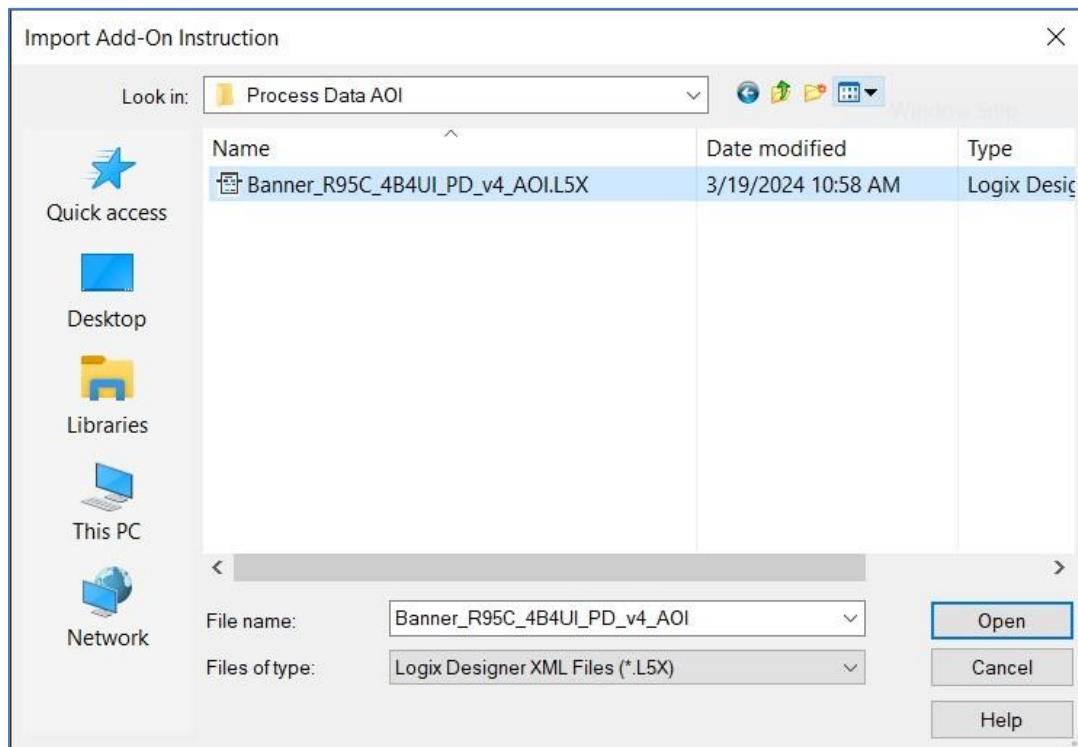 Import Add-On Instruction
Look in: Process Data AOI
Window Snip
Name Date modified Type
Banner_R95C_4B4UI_PD_v4_AOI.L5X 3/19/2024 10:58 AM Logix Desig
Quick access
Desktop
Libraries
This PC
Network
File name: Banner_R95C_4B4UI_PD_v4_AOI Open
Files of type: Logix Designer XML Files (*.L5X) Cancel
Help